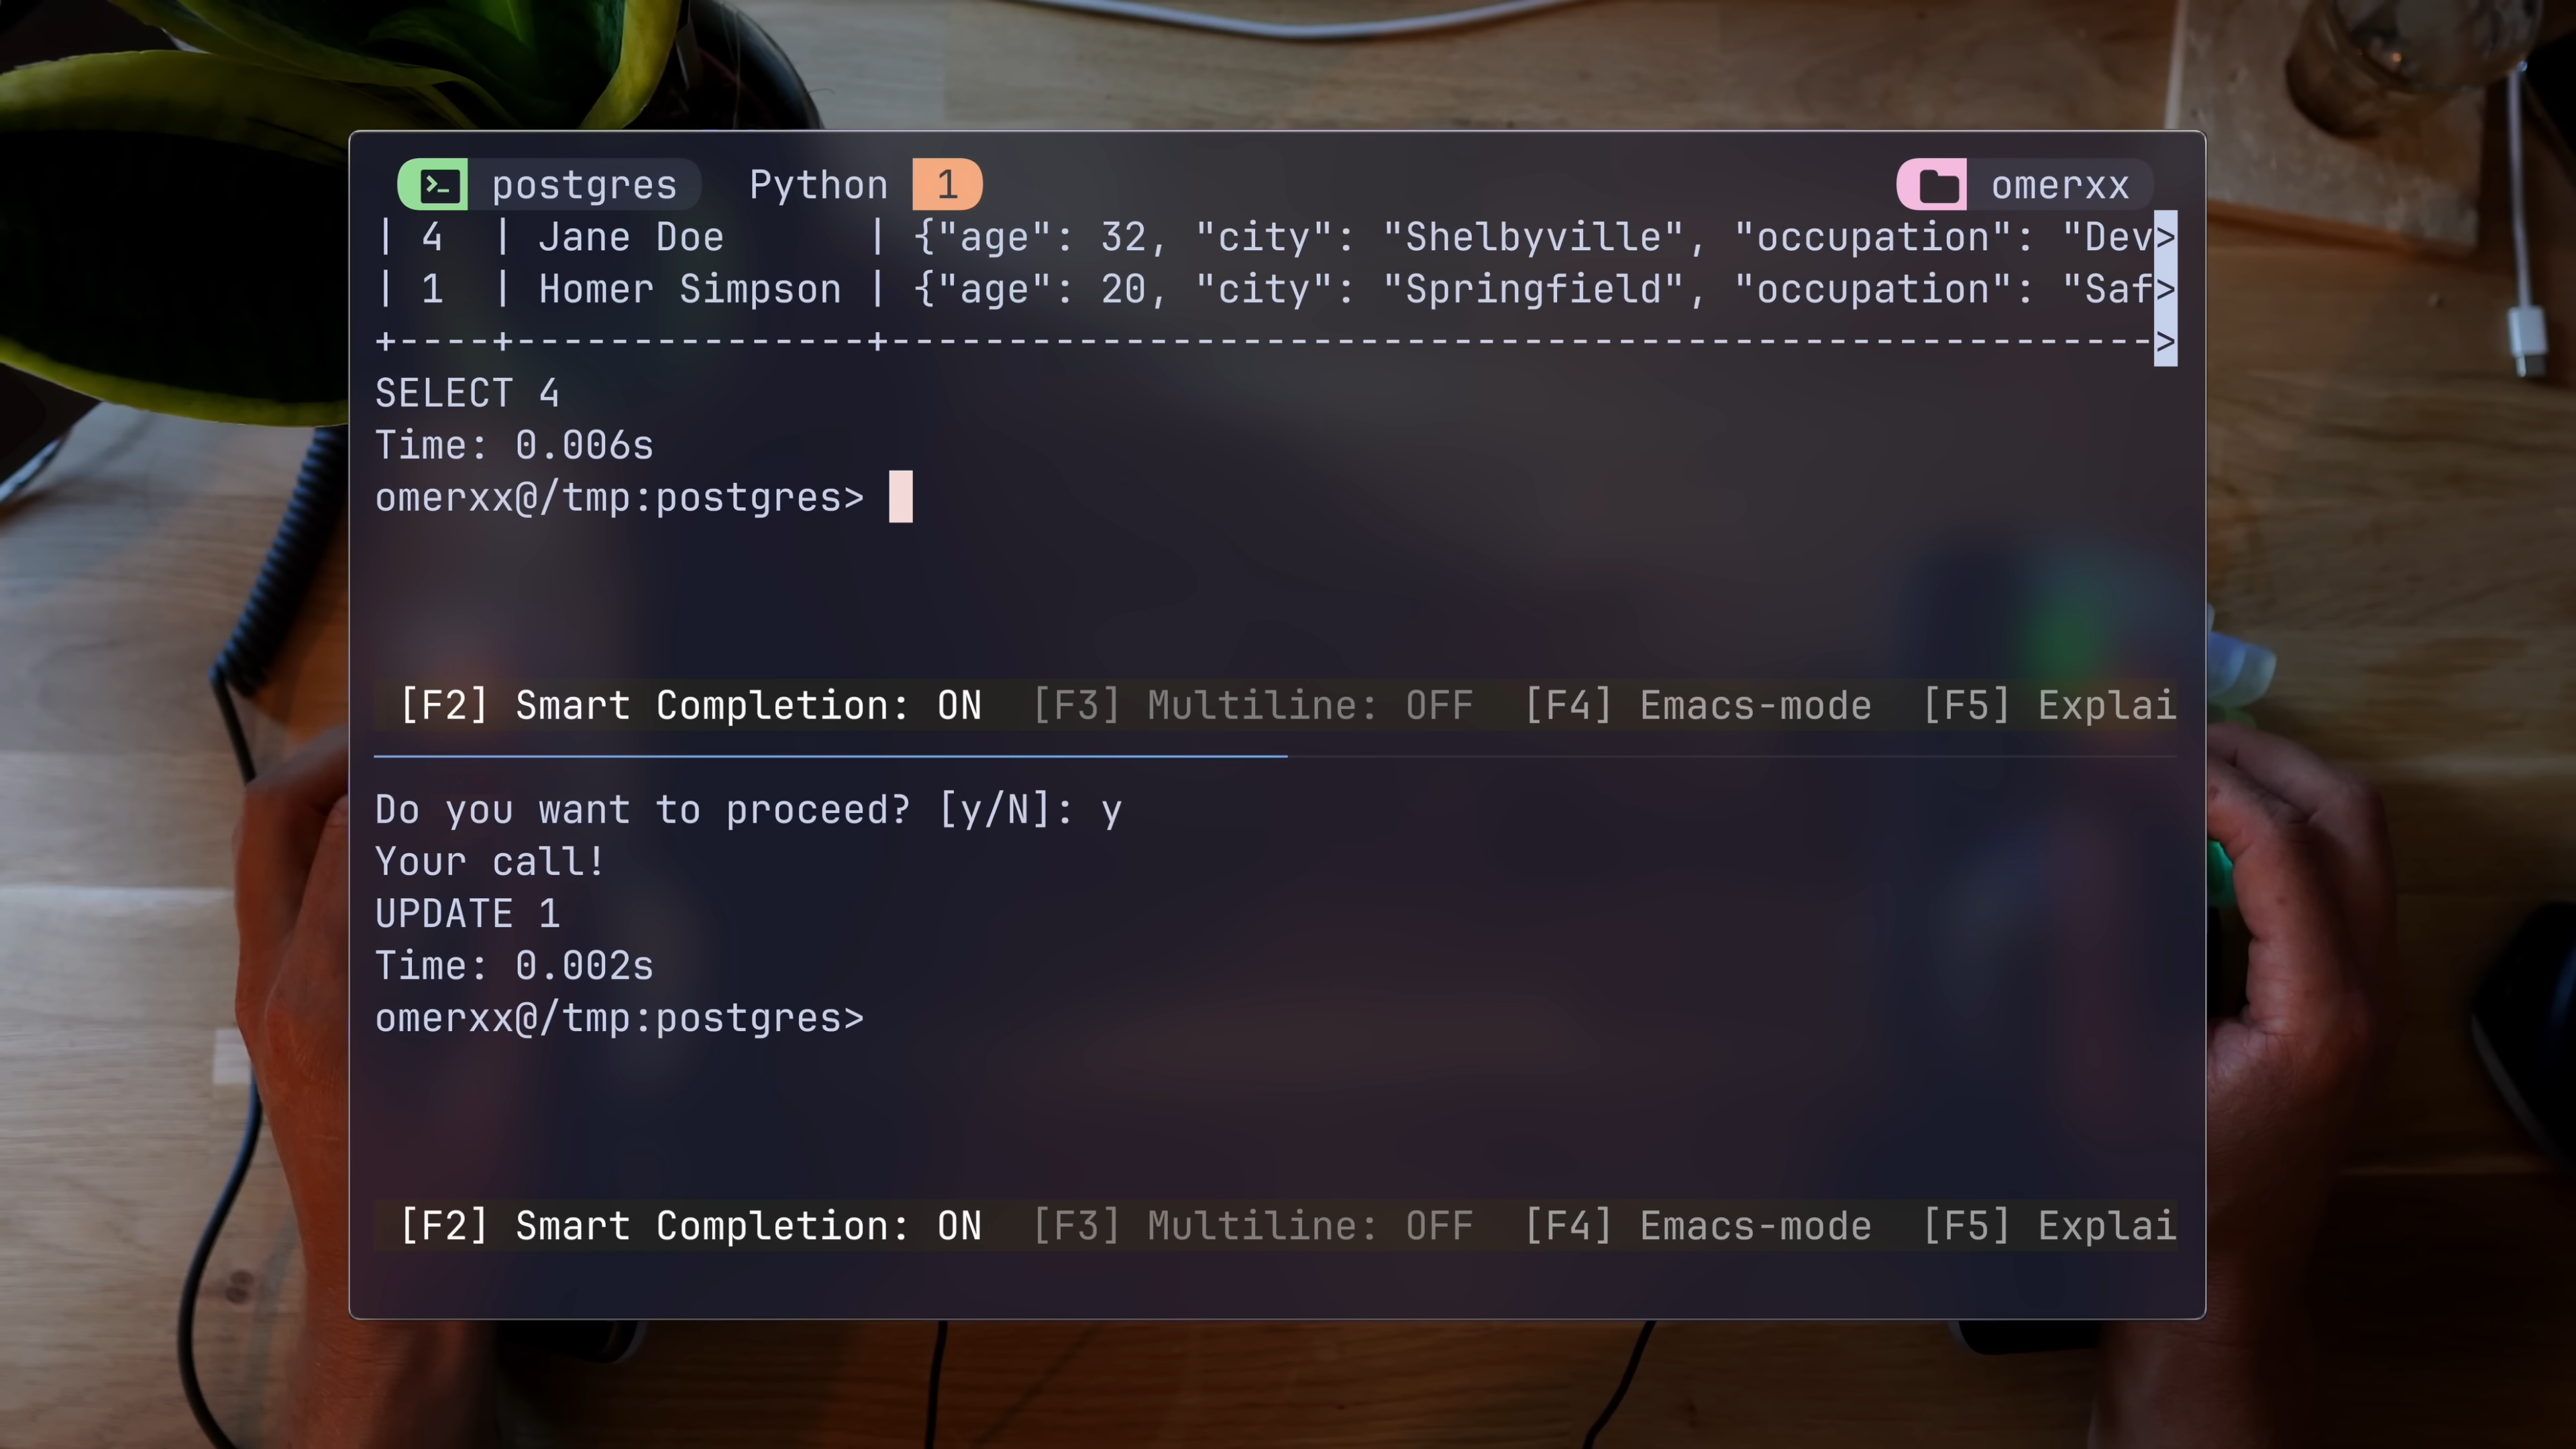 postgres Python 1 omerxx
| 4  | Jane Doe      | {"age": 32, "city": "Shelbyville", "occupation": "Dev>
| 1  | Homer Simpson | {"age": 20, "city": "Springfield", "occupation": "Saf>
+----+---------------+------------------------------------------------------>
SELECT 4
Time: 0.006s
omerxx@/tmp:postgres>
[F2] Smart Completion: ON  [F3] Multiline: OFF  [F4] Emacs-mode  [F5] Explai
Do you want to proceed? [y/N]: y
Your call!
UPDATE 1
Time: 0.002s
omerxx@/tmp:postgres>
[F2] Smart Completion: ON  [F3] Multiline: OFF  [F4] Emacs-mode  [F5] Explai